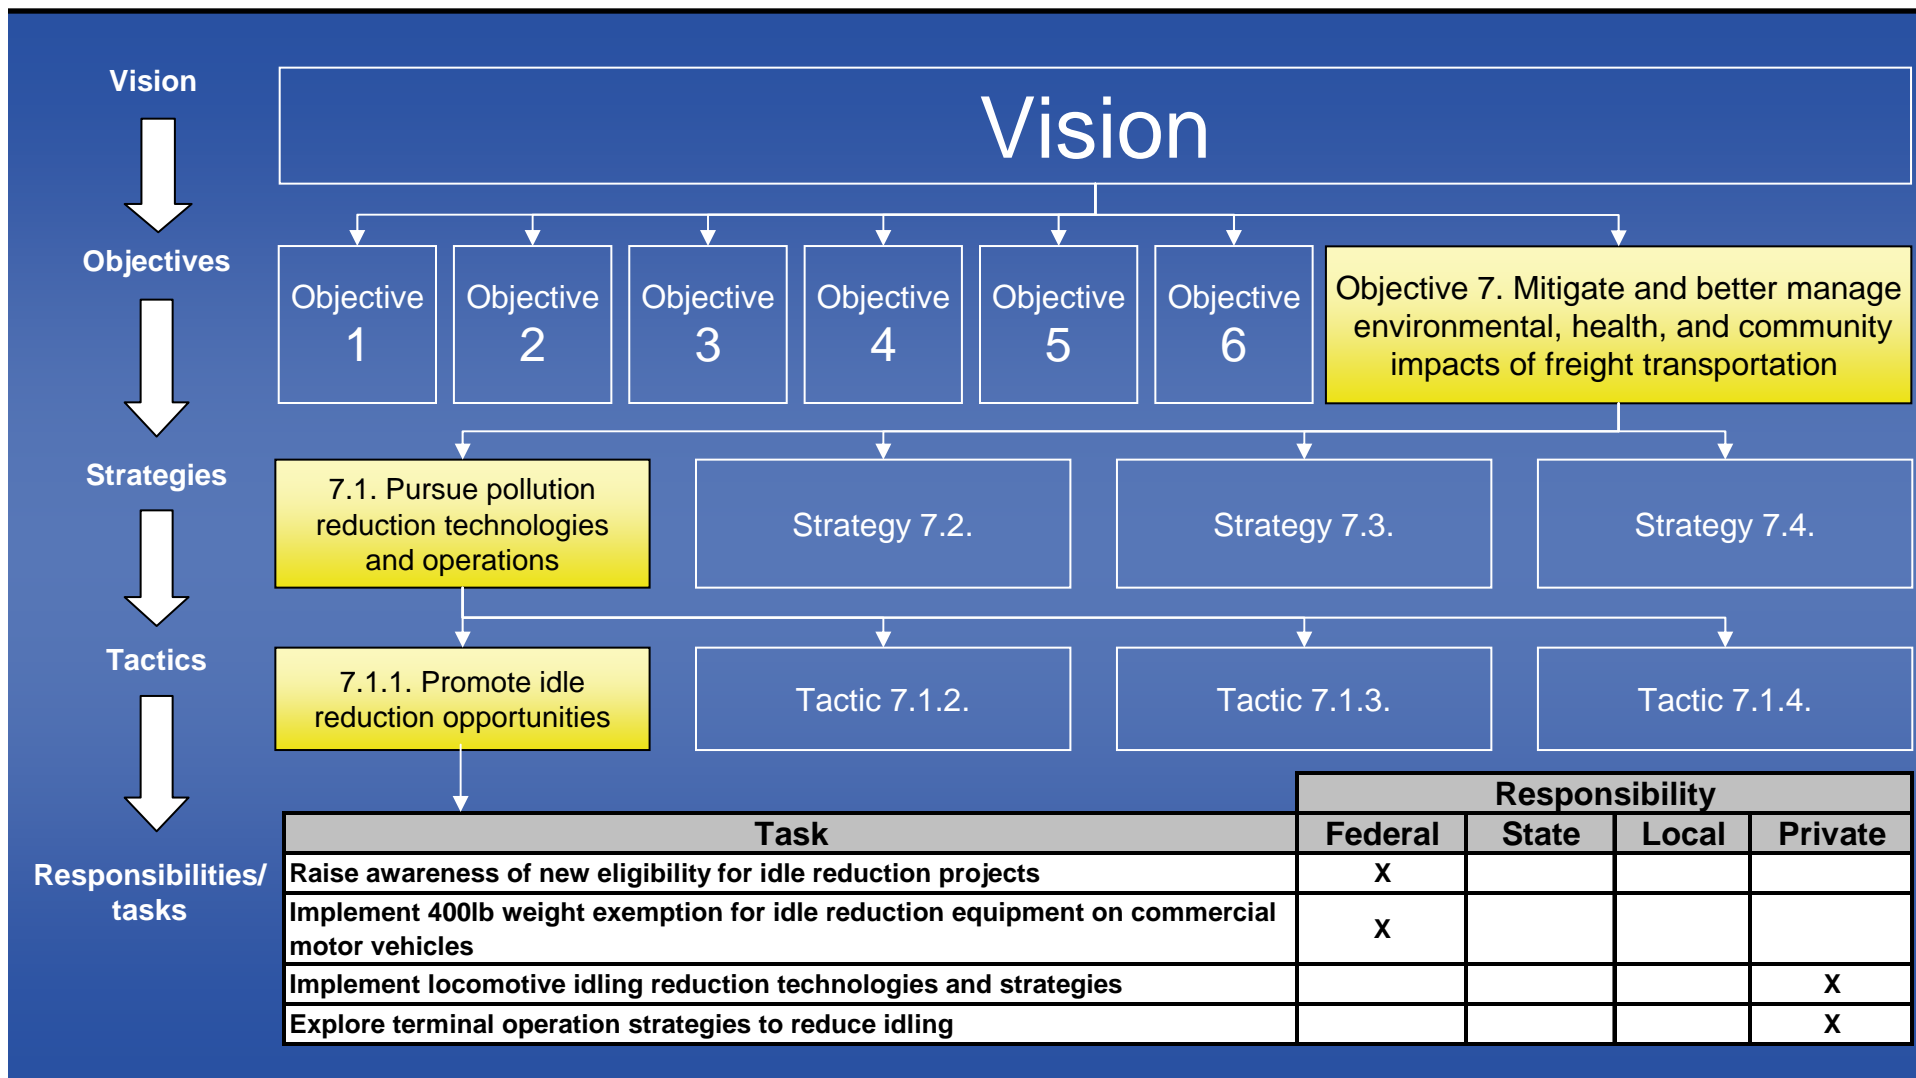 Vision
Vision
Objectives
Objective
1
Objective
2
Objective
3
Objective
4
Objective
5
Objective
6
Objective 7. Mitigate and better manage
environmental, health, and community
impacts of freight transportation
Strategies
7.1. Pursue pollution
reduction technologies
and operations
Strategy 7.2.
Strategy 7.3.
Strategy 7.4.
Tactics
7.1.1. Promote idle
reduction opportunities
Tactic 7.1.2.
Tactic 7.1.3.
Tactic 7.1.4.
Responsibilities/
tasks
Responsibility
Task Federal State Local Private
Raise awareness of new eligibility for idle reduction projects X
Implement 400lb weight exemption for idle reduction equipment on commercial
motor vehicles X
Implement locomotive idling reduction technologies and strategies X
Explore terminal operation strategies to reduce idling X